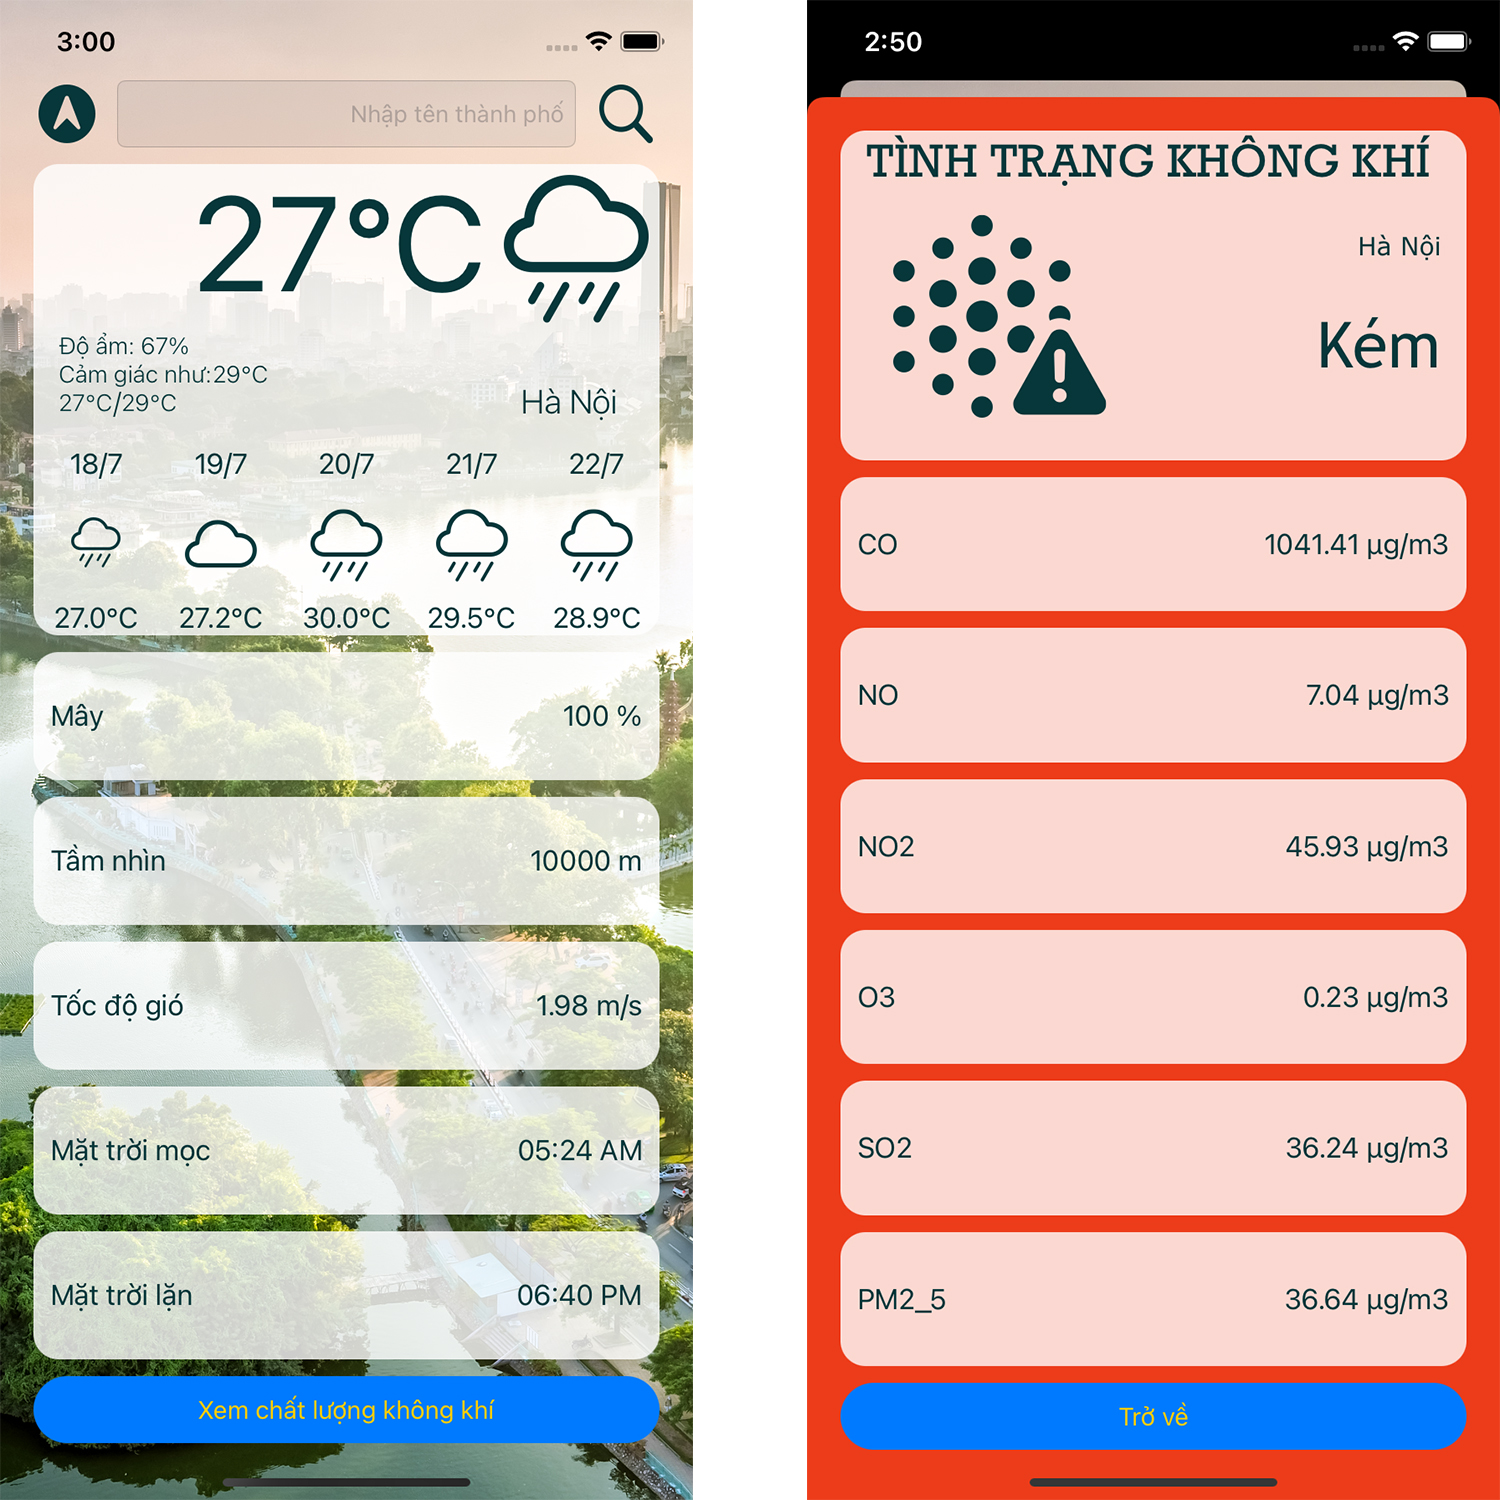 3:00
Nhập tên thành phố
27°C
Độ ẩm: 67%
Cảm giác như:29°C
27°C/29°C
Hà Nội
18/7 19/7 20/7 21/7 22/7
27.0°C 27.2°C 30.0°C 29.5°C 28.9°C
Mây 100 %
Tầm nhìn 10000 m
Tốc độ gió 1.98 m/s
Mặt trời mọc 05:24 AM
Mặt trời lặn 06:40 PM
Xem chất lượng không khí
2:50
TÌNH TRẠNG KHÔNG KHÍ
Hà Nội
Kém
CO 1041.41 µg/m3
NO 7.04 µg/m3
NO2 45.93 µg/m3
O3 0.23 µg/m3
SO2 36.24 µg/m3
PM2_5 36.64 µg/m3
Trở về